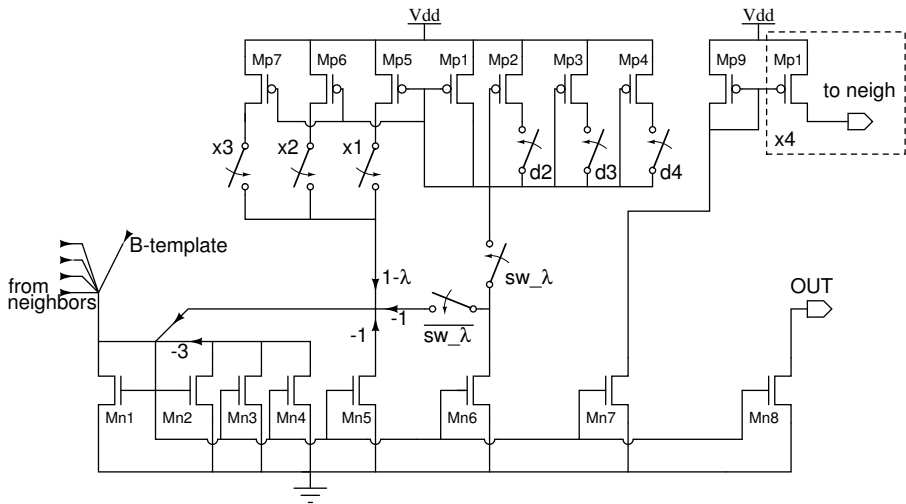 Vdd
Vdd
Mp7
Mp6
Mp5
Mp1
Mp2
Mp3
Mp4
Mp9
Mp1
to neigh
x4
x3
x2
x1
d2
d3
d4
B-template
from
neighbors
1-λ
sw_λ
-1
sw_λ
-1
-3
OUT
Mn1
Mn2
Mn3
Mn4
Mn5
Mn6
Mn7
Mn8